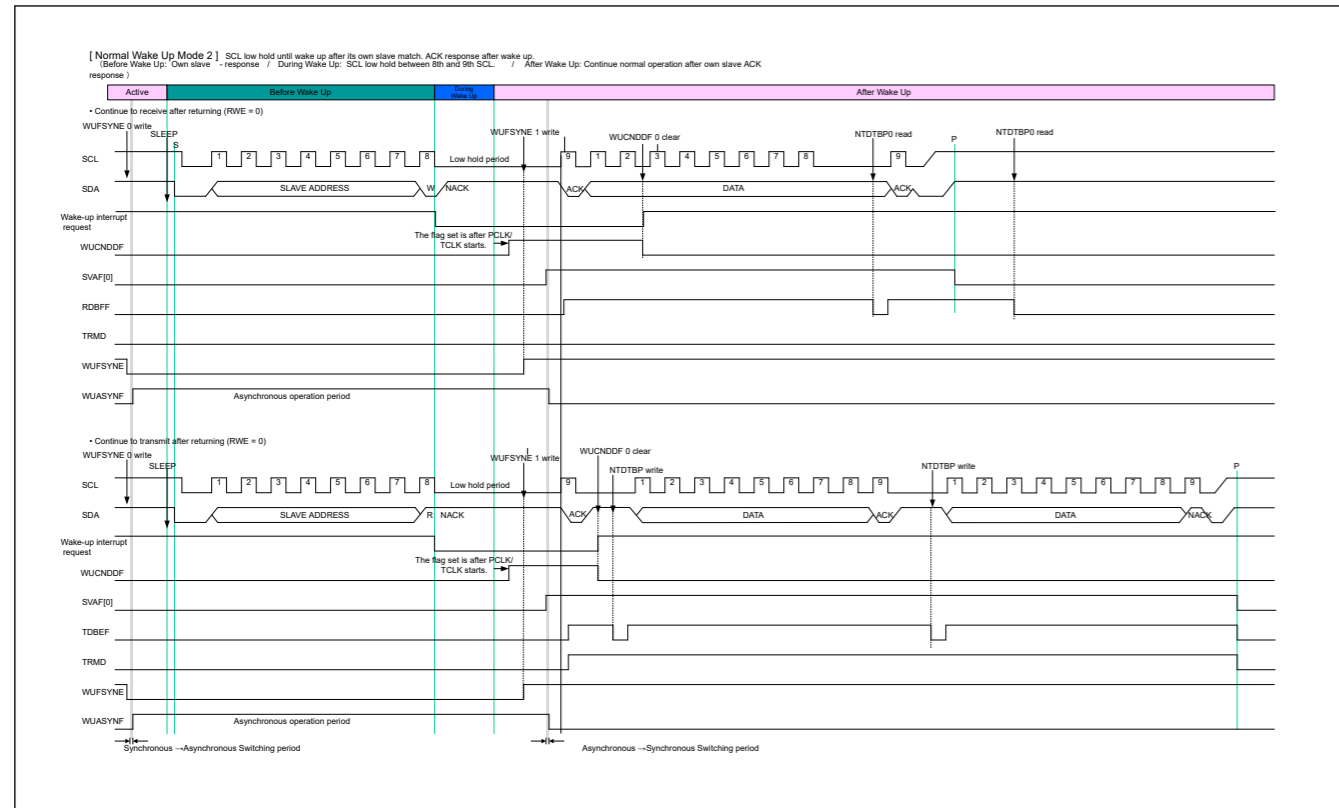 [ Normal Wake Up Mode 2 ] SCL low hold until wake up after its own slave match. ACK response after wake up.
(Before Wake Up: Own slave - response / During Wake Up: SCL low hold between 8th and 9th SCL. / After Wake Up: Continue normal operation after own slave ACK
response )
Active Before Wake Up During Wake Up After Wake Up
• Continue to receive after returning (RWE = 0)
WUFSYNE 0 write SLEEP WUFSYNE 1 write WUCNDDF 0 clear NTDTBP0 read P NTDTBP0 read
S
SCL 1 2 3 4 5 6 7 8 Low hold period 9 1 2 3 4 5 6 7 8 9
SDA SLAVE ADDRESS W NACK ACK DATA ACK
Wake-up interrupt
request
The flag set is after PCLK/
TCLK starts.
WUCNDDF
SVAF[0]
RDBFF
TRMD
WUFSYNE
WUASYNF Asynchronous operation period
• Continue to transmit after returning (RWE = 0)
WUFSYNE 0 write SLEEP WUFSYNE 1 write WUCNDDF 0 clear NTDTBP write NTDTBP write P
SCL 1 2 3 4 5 6 7 8 Low hold period 9 1 2 3 4 5 6 7 8 9 1 2 3 4 5 6 7 8 9
SDA SLAVE ADDRESS R NACK ACK DATA ACK DATA NACK
Wake-up interrupt
request
The flag set is after PCLK/
TCLK starts.
WUCNDDF
SVAF[0]
TDBEF
TRMD
WUFSYNE
WUASYNF Asynchronous operation period
Synchronous →Asynchronous Switching period Asynchronous →Synchronous Switching period